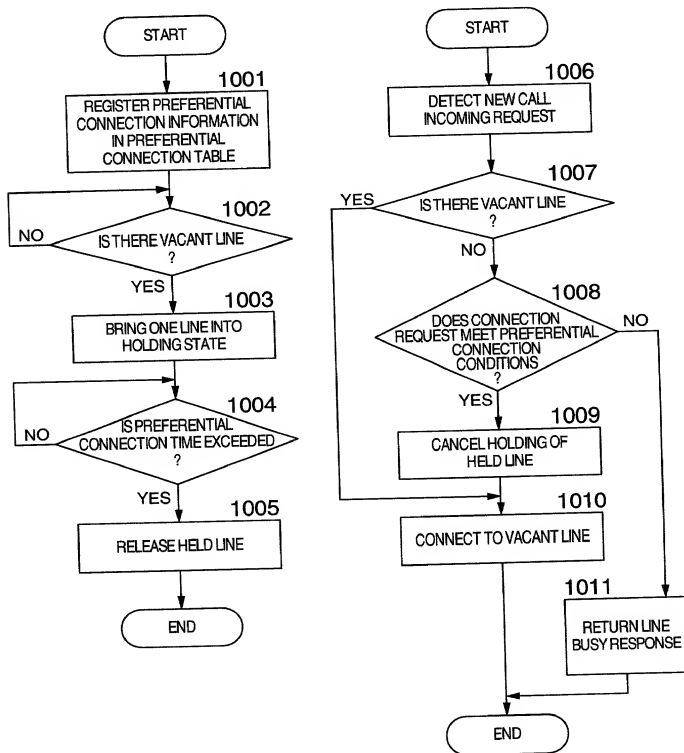 START
1001
REGISTER PREFERENTIAL
CONNECTION INFORMATION
IN PREFERENTIAL
CONNECTION TABLE
1002
NO
IS THERE VACANT LINE
?
YES
1003
BRING ONE LINE INTO
HOLDING STATE
1004
IS PREFERENTIAL
NO
CONNECTION TIME EXCEEDED
?
YES
1005
RELEASE HELD LINE
END
START
1006
DETECT NEW CALL
INCOMING REQUEST
1007
YES
IS THERE VACANT LINE
?
NO
1008
DOES CONNECTION
NO
REQUEST MEET PREFERENTIAL
CONNECTION
CONDITIONS
?
YES
1009
CANCEL HOLDING OF
HELD LINE
1010
CONNECT TO VACANT LINE
1011
RETURN LINE
BUSY RESPONSE
END